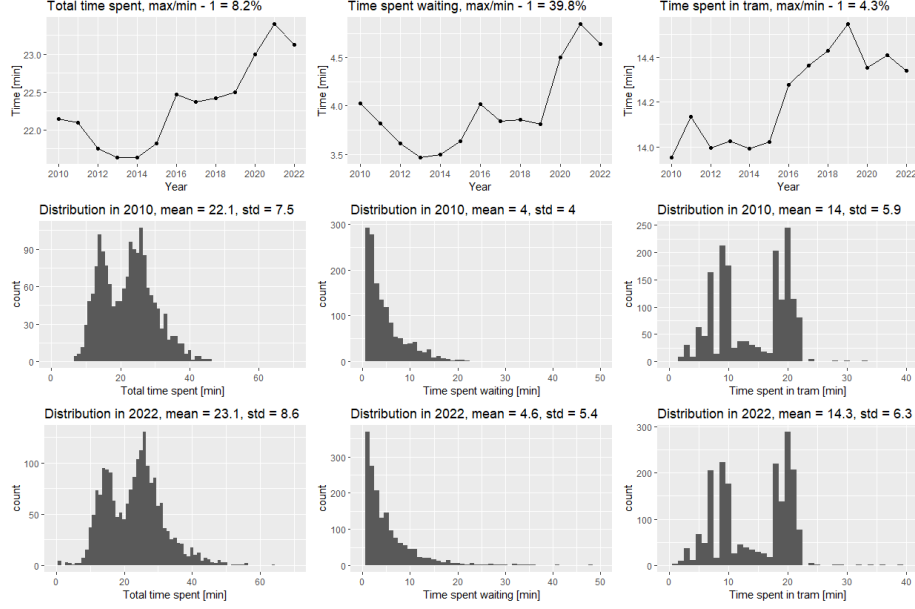 Total time spent, max/min - 1 = 8.2%
Time spent waiting, max/min - 1 = 39.8%
Time spent in tram, max/min - 1 = 4.3%
Time [min]
23.0
22.5
22.0
2010 2012 2014 2016 2018 2020 2022
Year
Time [min]
4.5
4.0
3.5
2010 2012 2014 2016 2018 2020 2022
Year
Time [min]
14.4
14.2
14.0
2010 2012 2014 2016 2018 2020 2022
Year
Distribution in 2010, mean = 22.1, std = 7.5
Distribution in 2010, mean = 4, std = 4
Distribution in 2010, mean = 14, std = 5.9
count
90
60
30
0
0 20 40 60
Total time spent [min]
count
300
200
100
0
0 10 20 30 40 50
Time spent waiting [min]
count
250
200
150
100
50
0
0 10 20 30 40
Time spent in tram [min]
Distribution in 2022, mean = 23.1, std = 8.6
Distribution in 2022, mean = 4.6, std = 5.4
Distribution in 2022, mean = 14.3, std = 6.3
count
100
50
0
0 20 40 60
Total time spent [min]
count
300
200
100
0
0 10 20 30 40 50
Time spent waiting [min]
count
300
200
100
0
0 10 20 30 40
Time spent in tram [min]